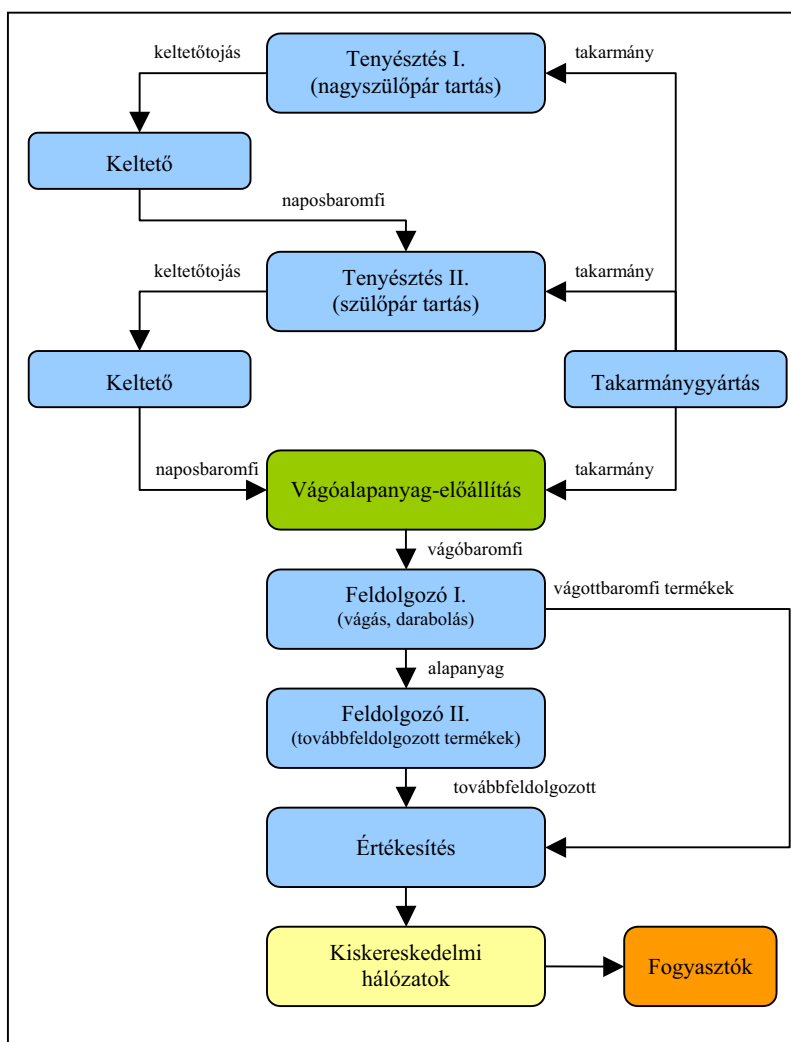 keltetőtojás
Tenyésztés I.
(nagyszülőpár tartás)
takarmány
Keltető
naposbaromfi
keltetőtojás
Tenyésztés II.
(szülőpár tartás)
takarmány
Keltető
Takarmánygyártás
naposbaromfi
Vágóalapanyag-előállítás
takarmány
vágóbaromfi
Feldolgozó I.
(vágás, darabolás)
vágottbaromfi termékek
alapanyag
Feldolgozó II.
(továbbfeldolgozott termékek)
továbbfeldolgozott
Értékesítés
Kiskereskedelmi
hálózatok
Fogyasztók